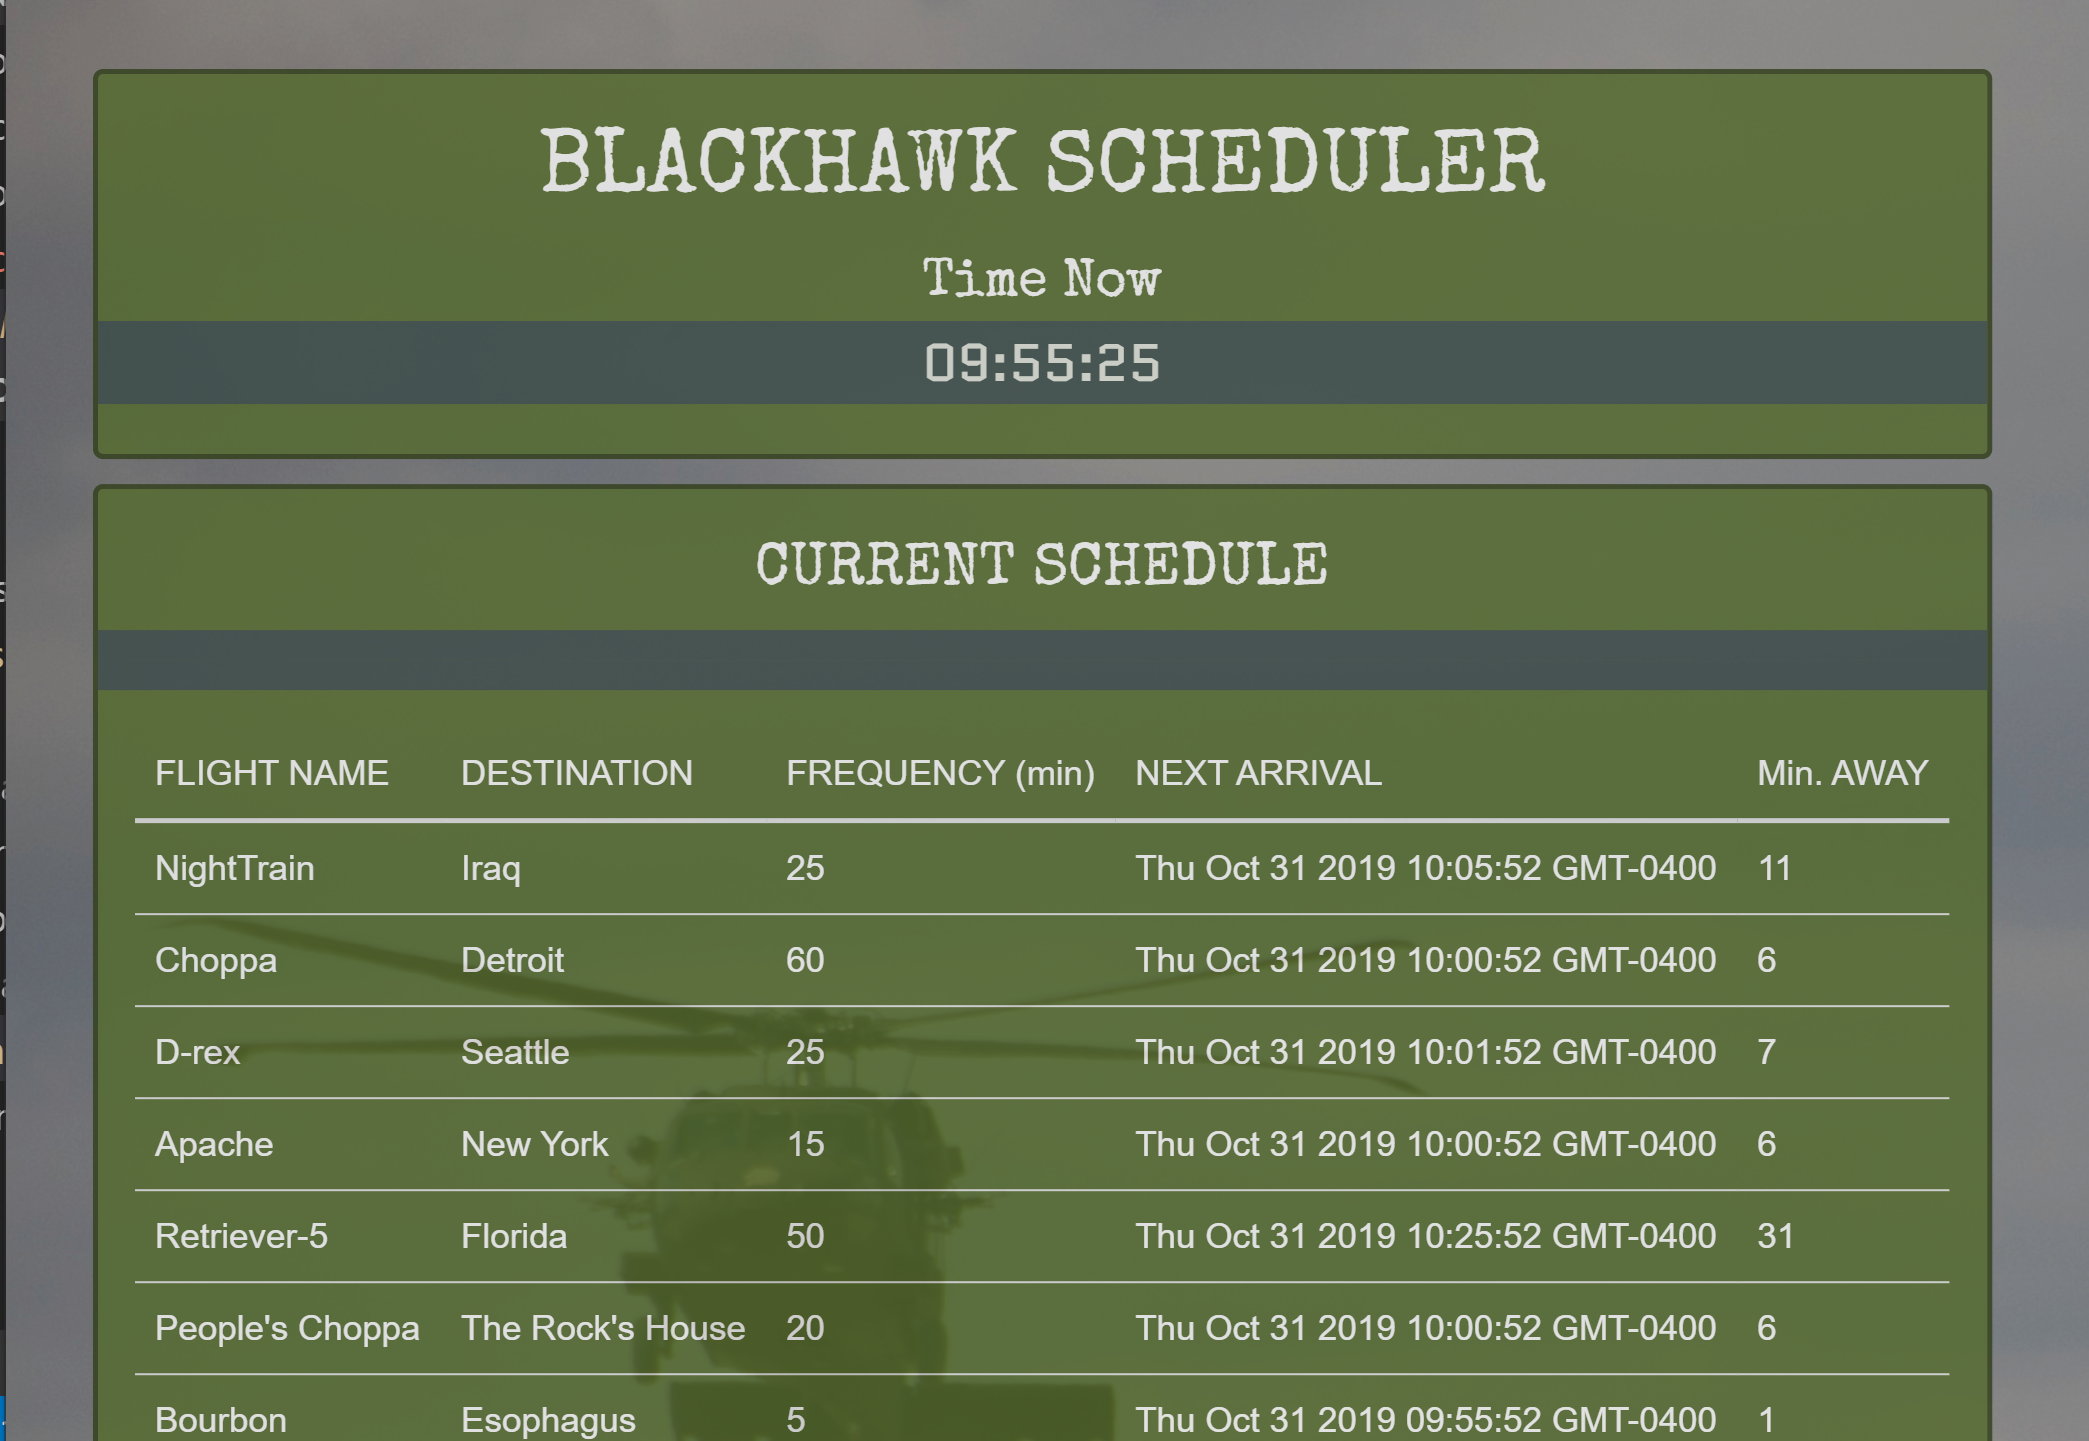 BLACKHAWK SCHEDULER
Time Now
09:55:25
CURRENT SCHEDULE
FLIGHT NAME DESTINATION FREQUENCY (min) NEXT ARRIVAL Min. AWAY
NightTrain Iraq 25 Thu Oct 31 2019 10:05:52 GMT-0400 11
Choppa Detroit 60 Thu Oct 31 2019 10:00:52 GMT-0400 6
D-rex Seattle 25 Thu Oct 31 2019 10:01:52 GMT-0400 7
Apache New York 15 Thu Oct 31 2019 10:00:52 GMT-0400 6
Retriever-5 Florida 50 Thu Oct 31 2019 10:25:52 GMT-0400 31
People's Choppa The Rock's House 20 Thu Oct 31 2019 10:00:52 GMT-0400 6
Bourbon Esophagus 5 Thu Oct 31 2019 09:55:52 GMT-0400 1